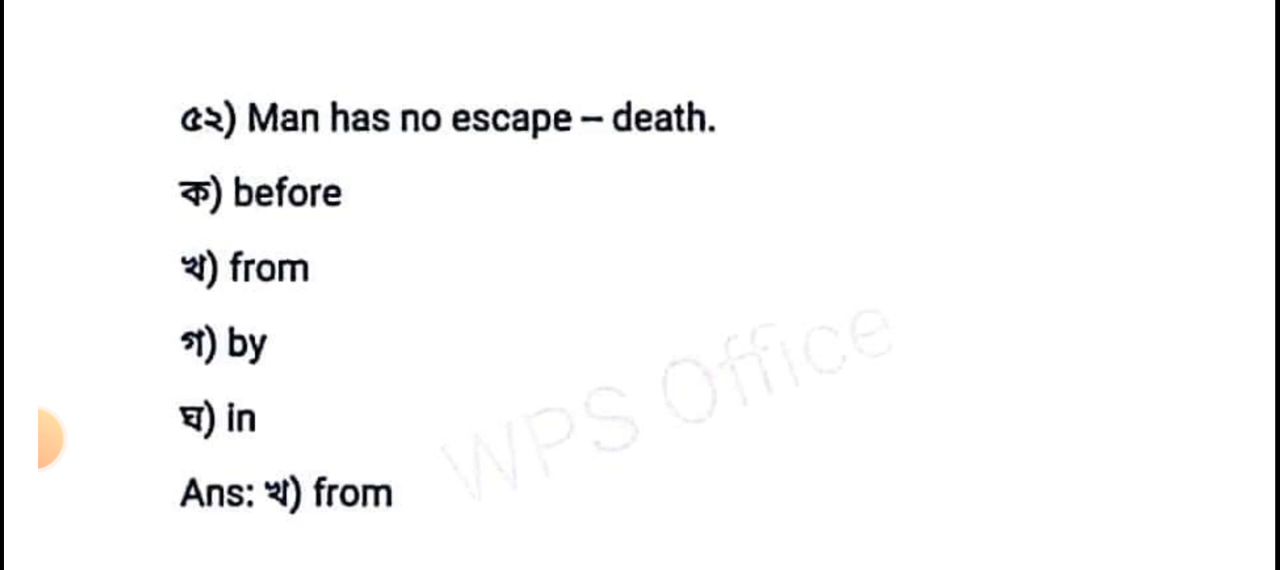 ৫২) Man has no escape – death.
ক) before
খ) from
গ) by
ঘ) in
Ans: খ) from
WPS Office